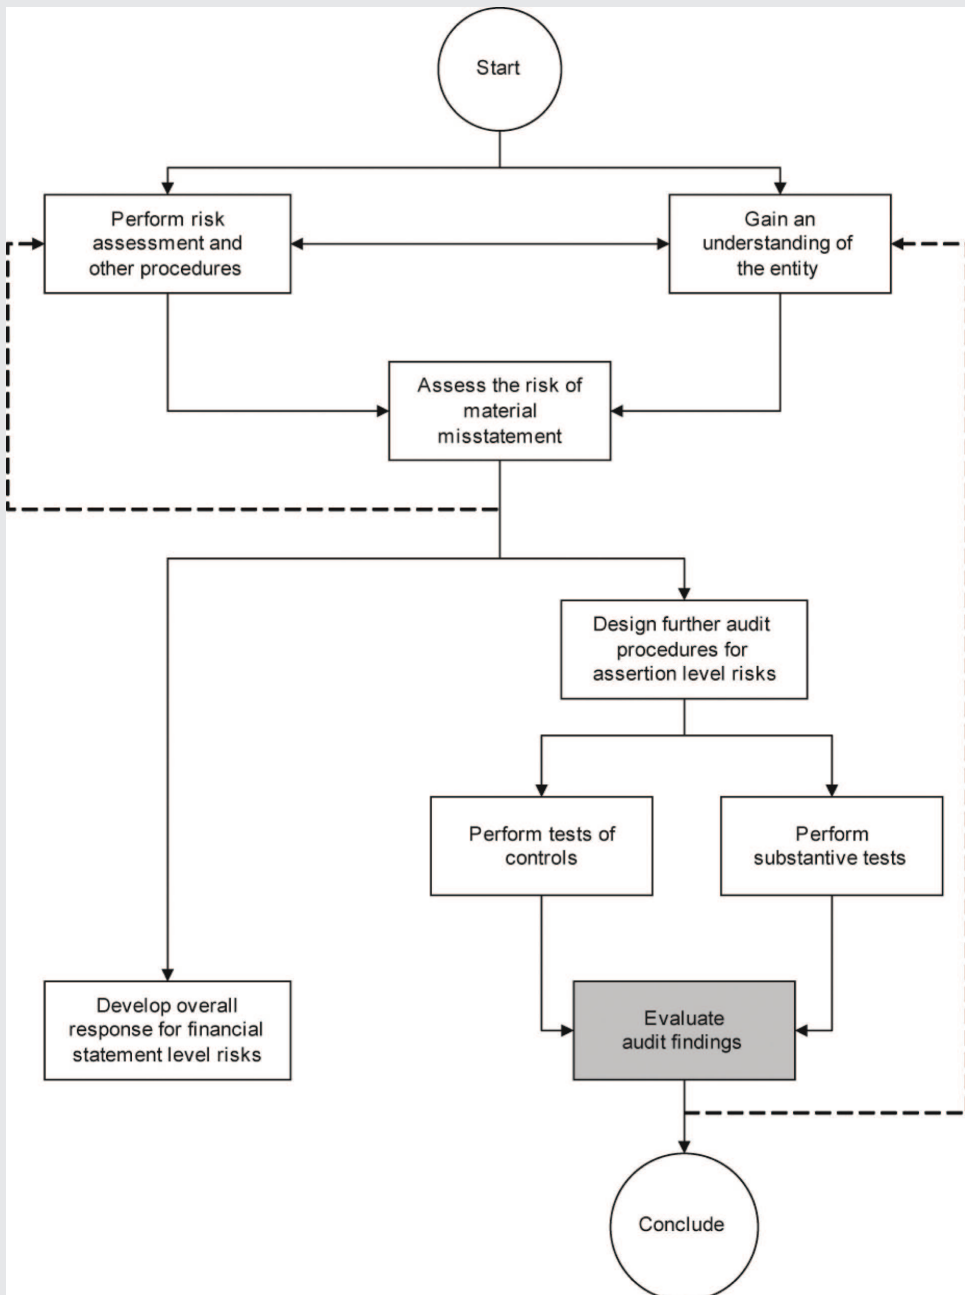 Start
Perform risk
assessment and
other procedures
Gain an
understanding of
the entity
Assess the risk of
material
misstatement
Design further audit
procedures for
assertion level risks
Perform tests of
controls
Perform
substantive tests
Develop overall
response for financial
statement level risks
Evaluate
audit findings
Conclude